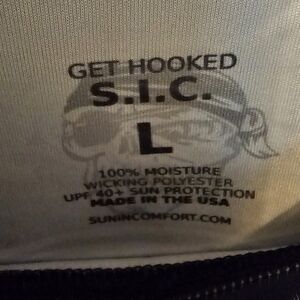 GET HOOKED
S.I.C.
L
100% MOISTURE
WICKING POLYESTER
UPF 40+ SUN PROTECTION
MADE IN THE USA
SUNINCOMFORT.COM